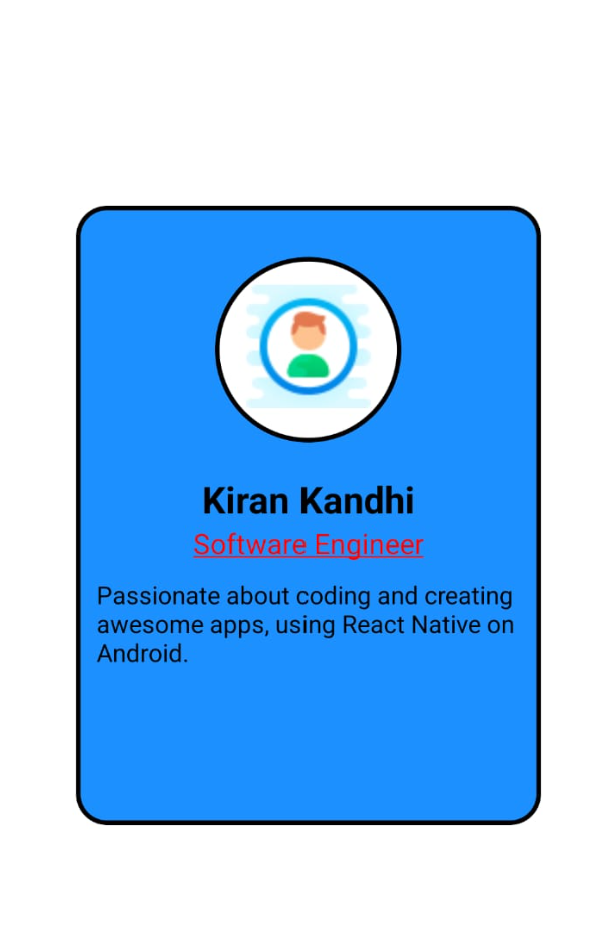 Kiran Kandhi
Software Engineer
Passionate about coding and creating
awesome apps, using React Native on
Android.